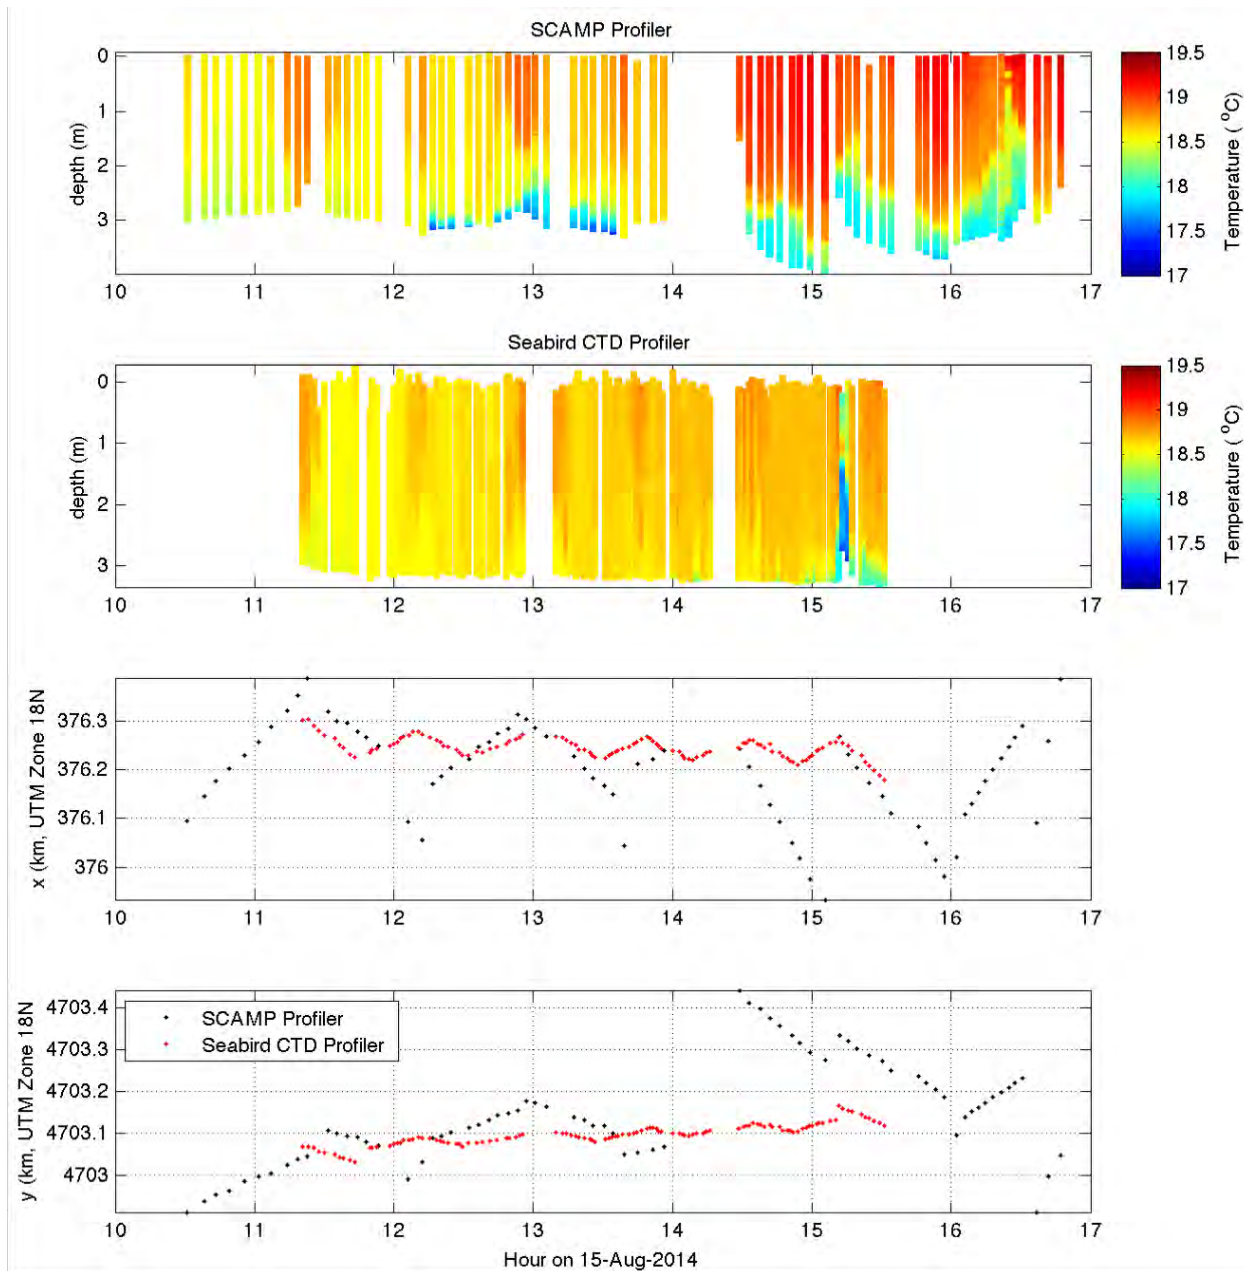 SCAMP Profiler
0
1
2
3
depth (m)
10 11 12 13 14 15 16 17
19.5
19
18.5
18
17.5
17
Temperature ( °C)
Seabird CTD Profiler
0
1
2
3
depth (m)
10 11 12 13 14 15 16 17
19.5
19
18.5
18
17.5
17
Temperature ( °C)
376.3
376.2
376.1
376
x (km, UTM Zone 18N
10 11 12 13 14 15 16 17
4703.4
4703.3
4703.2
4703.1
4703
y (km, UTM Zone 18N
SCAMP Profiler
Seabird CTD Profiler
10 11 12 13 14 15 16 17
Hour on 15-Aug-2014